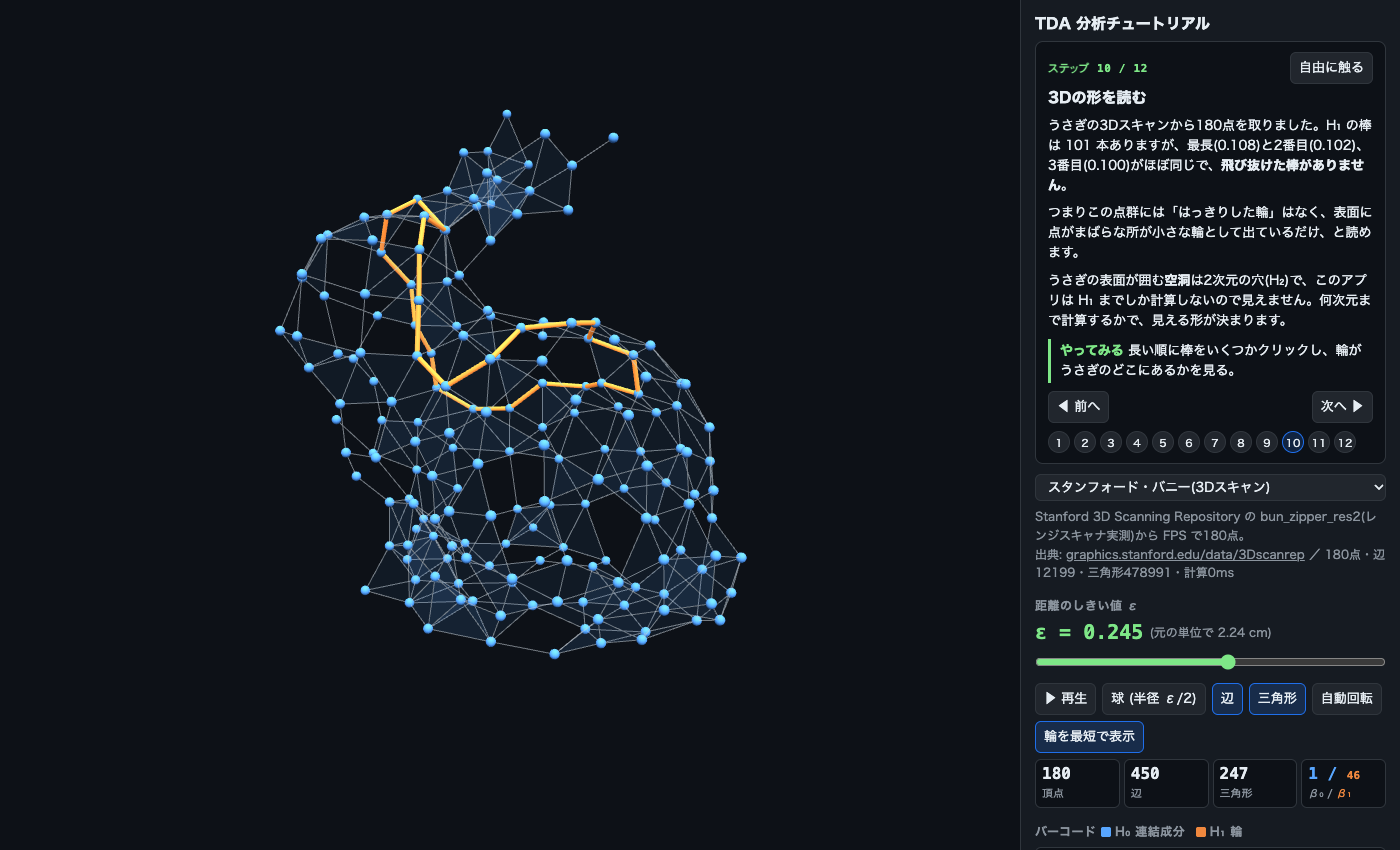 TDA 分析チュートリアル
ステップ 10 / 12
自由に触る
3Dの形を読む
うさぎの3Dスキャンから180点を取りました。H₁ の棒
は 101 本ありますが、最長(0.108)と2番目(0.102)、
3番目(0.100)がほぼ同じで、飛び抜けた棒がありませ
ん。
つまりこの点群には「はっきりした輪」はなく、表面に
点がまばらな所が小さな輪として出ているだけ、と読め
ます。
うさぎの表面が囲む空洞は2次元の穴(H₂)で、このアプ
リは H₁ までしか計算しないので見えません。何次元ま
で計算するかで、見える形が決まります。
やってみる 長い順に棒をいくつかクリックし、輪が
うさぎのどこにあるかを見る。
◀ 前へ
次へ ▶
1 2 3 4 5 6 7 8 9 10 11 12
スタンフォード・バニー(3Dスキャン)
Stanford 3D Scanning Repository の bun_zipper_res2(レ
ンジスキャナ実測)から FPS で180点。
出典: graphics.stanford.edu/data/3Dscanrep ／ 180点・辺
12199・三角形478991・計算0ms
距離のしきい値 ε
ε = 0.245 (元の単位で 2.24 cm)
▶ 再生 球 (半径 ε/2) 辺 三角形 自動回転
輪を最短で表示
180 450 247 1 / 46
頂点 辺 三角形 β₀ / β₁
バーコード H₀ 連結成分 H₁ 輪